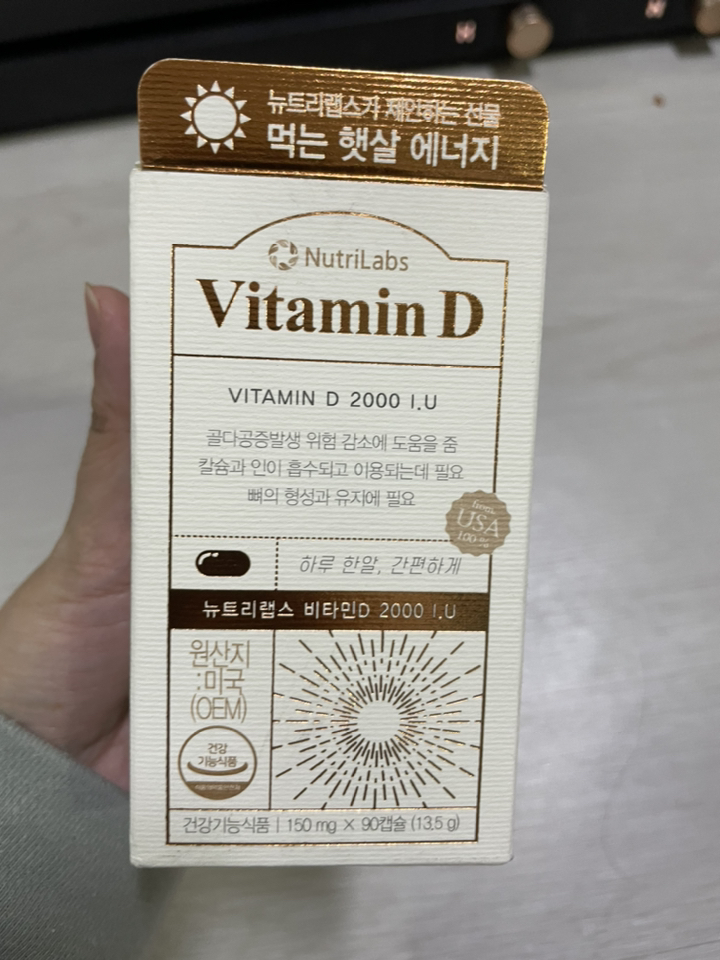 뉴트리랩스가 제안하는 선물
먹는 햇살 에너지
NutriLabs
Vitamin D
VITAMIN D 2000 I.U
골다공증발생 위험 감소에 도움을 줌
칼슘과 인이 흡수되고 이용되는데 필요
뼈의 형성과 유지에 필요
USA
하루 한알, 간편하게
뉴트리랩스 비타민D 2000 I.U
원산지
:미국
(OEM)
건강
기능식품
건강기능식품 | 150 mg × 90캡슐 (13.5 g)